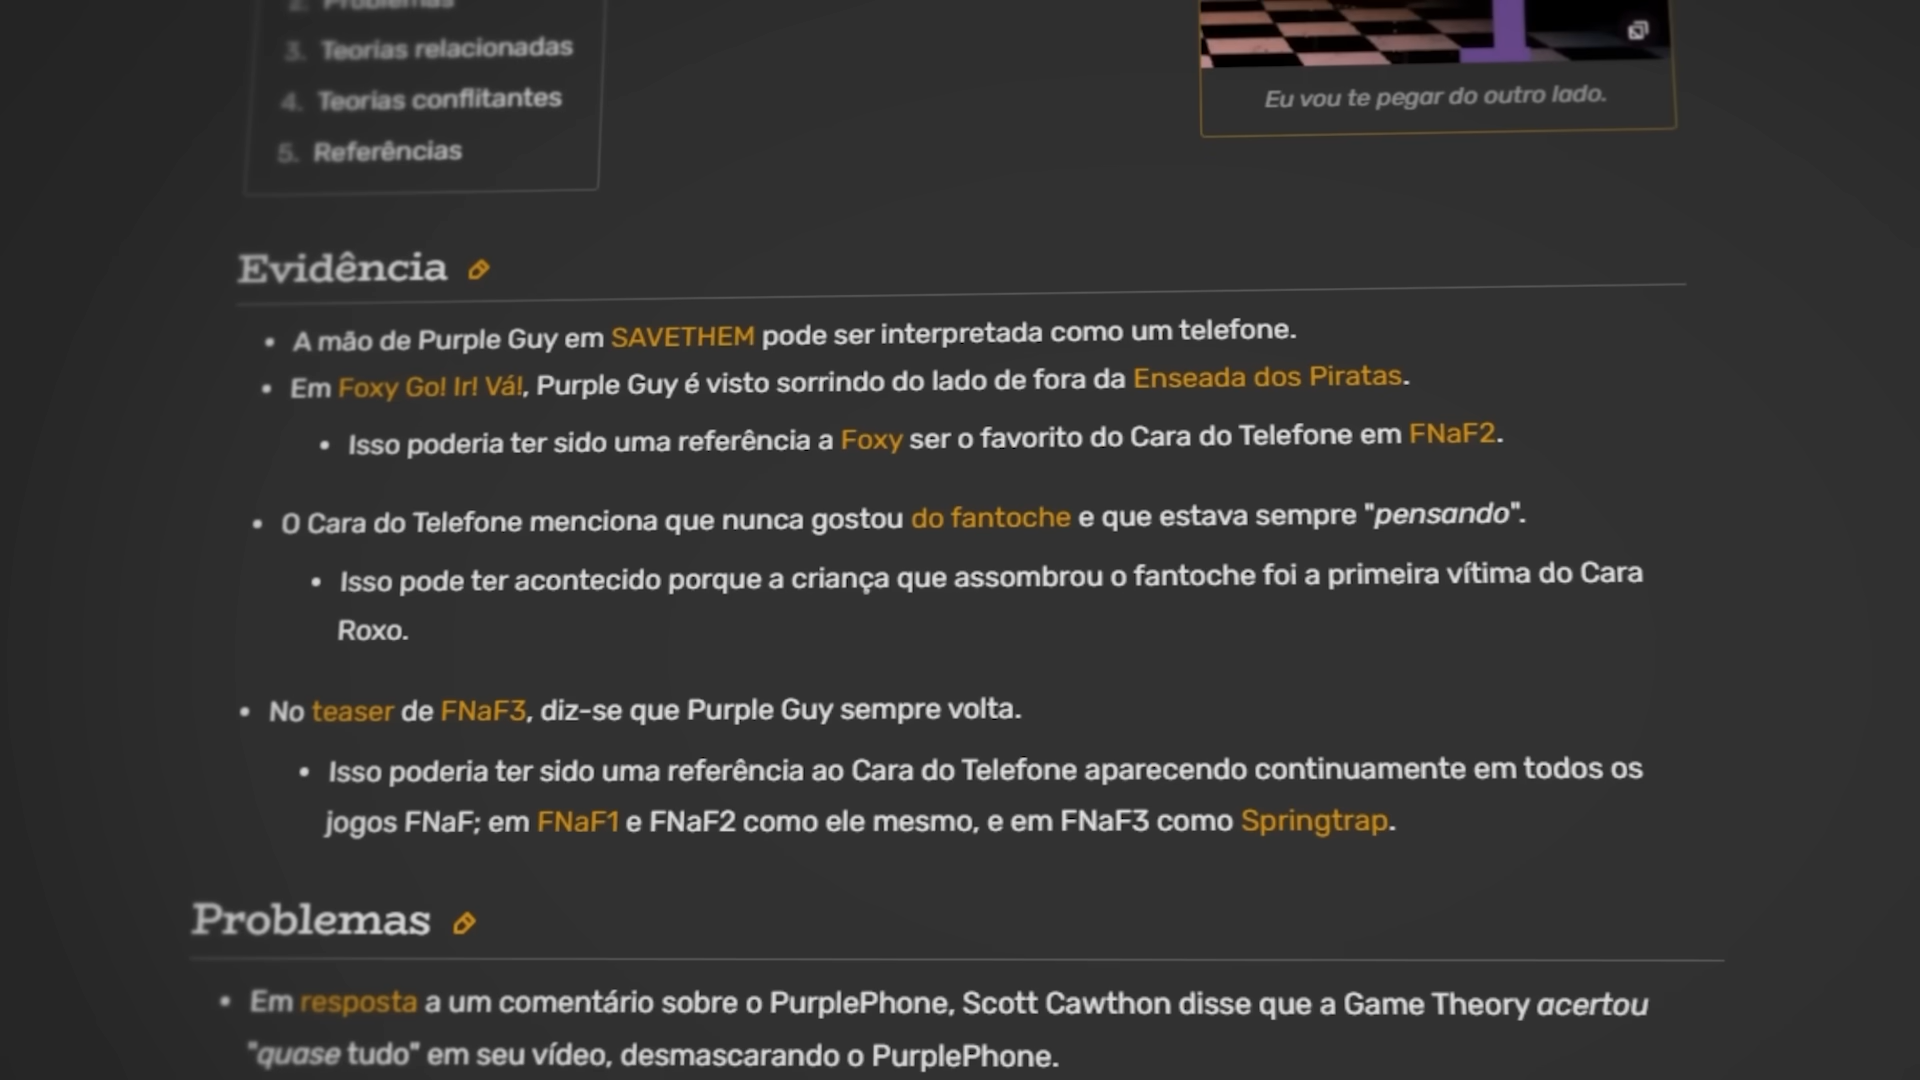 2. Problemas
3. Teorias relacionadas
4. Teorias conflitantes
5. Referências
Eu vou te pegar do outro lado.
Evidência
• A mão de Purple Guy em SAVETHEM pode ser interpretada como um telefone.
• Em Foxy Go! Ir! Vá!, Purple Guy é visto sorrindo do lado de fora da Enseada dos Piratas.
• Isso poderia ter sido uma referência a Foxy ser o favorito do Cara do Telefone em FNaF2.
• O Cara do Telefone menciona que nunca gostou do fantoche e que estava sempre "pensando".
• Isso pode ter acontecido porque a criança que assombrou o fantoche foi a primeira vítima do Cara
Roxo.
• No teaser de FNaF3, diz-se que Purple Guy sempre volta.
• Isso poderia ter sido uma referência ao Cara do Telefone aparecendo continuamente em todos os
jogos FNaF; em FNaF1 e FNaF2 como ele mesmo, e em FNaF3 como Springtrap.
Problemas
• Em resposta a um comentário sobre o PurplePhone, Scott Cawthon disse que a Game Theory acertou
"quase tudo" em seu vídeo, desmascarando o PurplePhone.